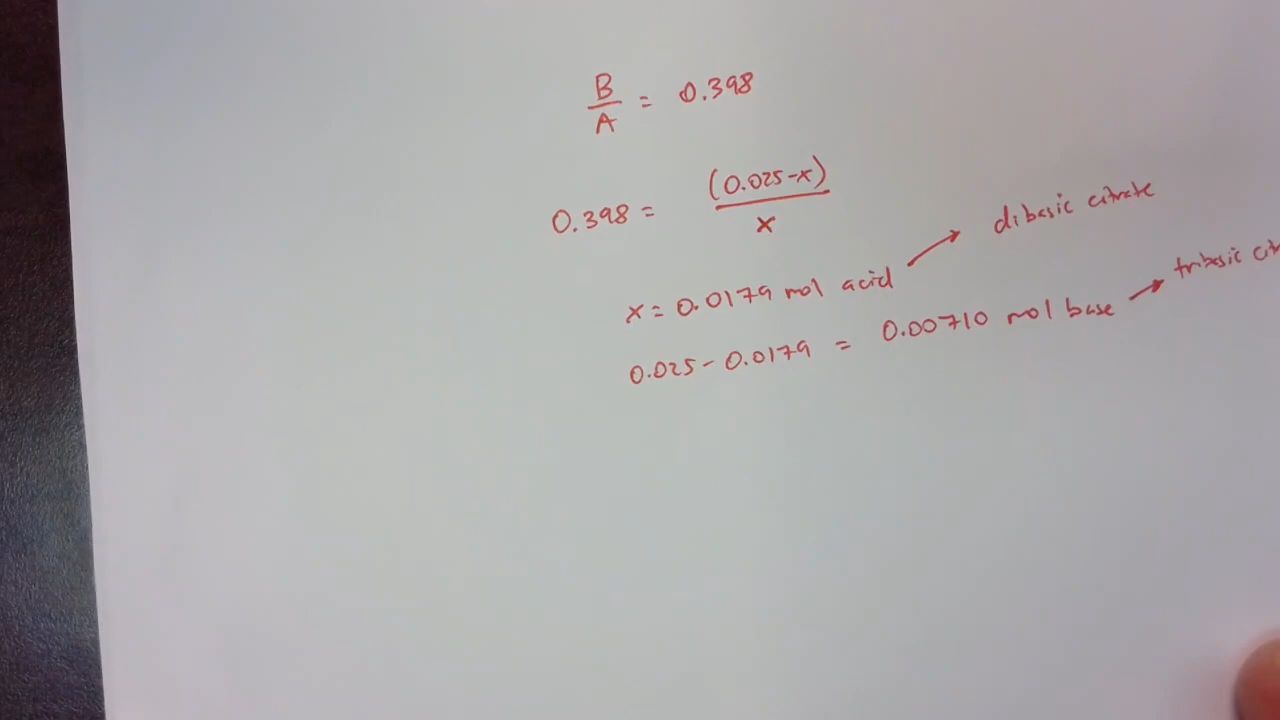 B/A = 0.398
0.398 = (0.025-x)/x
x = 0.0179 mol acid → dibasic citrate
0.025 - 0.0179 = 0.00710 mol base → tribasic